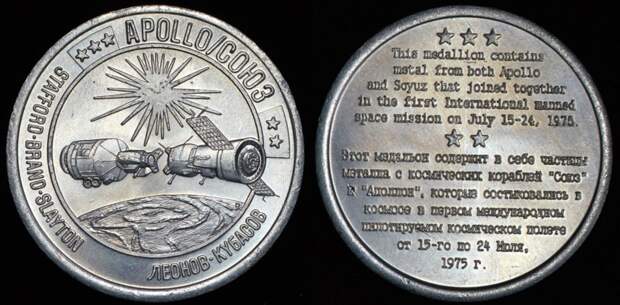 APOLLO/СОЮЗ
STAFFORD·BRAND·SLAYTON
ЛЕОНОВ·КУБАСОВ
This medallion contains
metal from both Apollo
and Soyuz that joined together
in the first International manned
space mission on July 15-24, 1975.
Этот медальон содержит в себе частицы
металла с космических кораблей "Союз"
и "Аполлон", которые состыковались в
космосе в первом международном
пилотируемом космическом полете
от 15-го по 24 Июля,
1975 г.